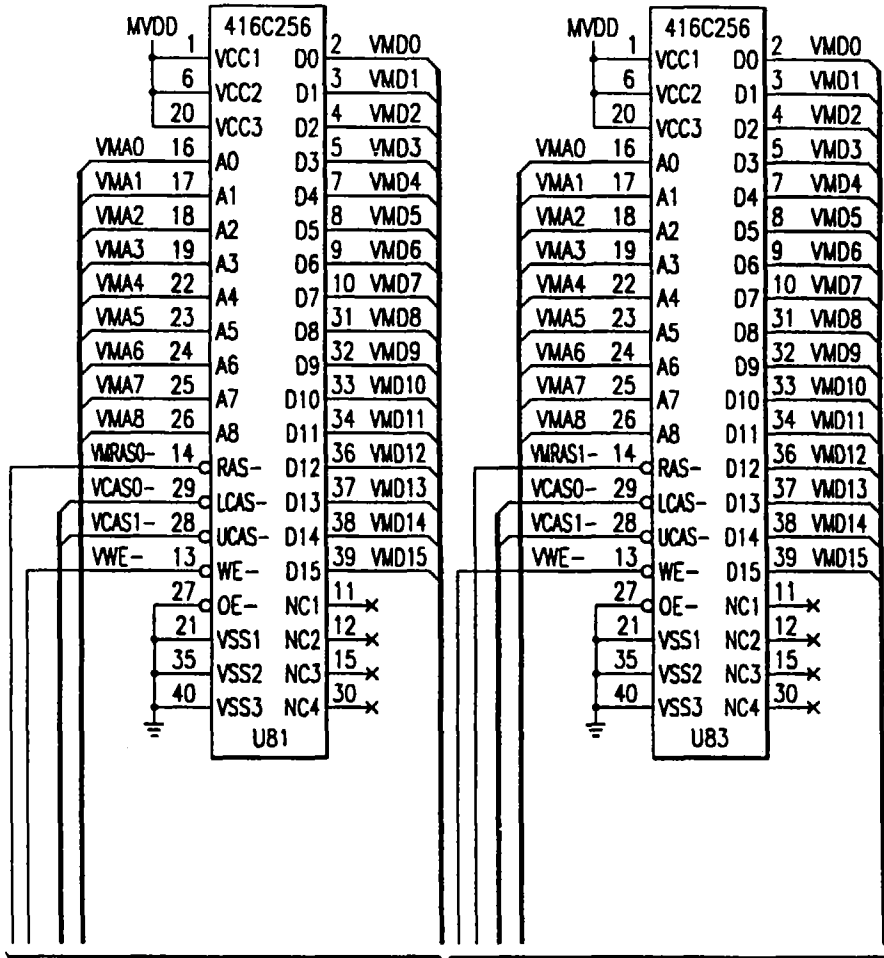 MVDD 1 416C256 2 VMD0
VCC1 D0
6 VCC2 D1 3 VMD1
20 VCC3 D2 4 VMD2
VMA0 16 A0 D3 5 VMD3
VMA1 17 A1 D4 7 VMD4
VMA2 18 A2 D5 8 VMD5
VMA3 19 A3 D6 9 VMD6
VMA4 22 A4 D7 10 VMD7
VMA5 23 A5 D8 31 VMD8
VMA6 24 A6 D9 32 VMD9
VMA7 25 A7 D10 33 VMD10
VMA8 26 A8 D11 34 VMD11
VMRAS0- 14 RAS- D12 36 VMD12
VCAS0- 29 LCAS- D13 37 VMD13
VCAS1- 28 UCAS- D14 38 VMD14
VWE- 13 WE- D15 39 VMD15
27 OE- NC1 11
21 VSS1 NC2 12
35 VSS2 NC3 15
40 VSS3 NC4 30
U81
MVDD 1 416C256 2 VMD0
VCC1 D0
6 VCC2 D1 3 VMD1
20 VCC3 D2 4 VMD2
VMA0 16 A0 D3 5 VMD3
VMA1 17 A1 D4 7 VMD4
VMA2 18 A2 D5 8 VMD5
VMA3 19 A3 D6 9 VMD6
VMA4 22 A4 D7 10 VMD7
VMA5 23 A5 D8 31 VMD8
VMA6 24 A6 D9 32 VMD9
VMA7 25 A7 D10 33 VMD10
VMA8 26 A8 D11 34 VMD11
VMRAS1- 14 RAS- D12 36 VMD12
VCAS0- 29 LCAS- D13 37 VMD13
VCAS1- 28 UCAS- D14 38 VMD14
VWE- 13 WE- D15 39 VMD15
27 OE- NC1 11
21 VSS1 NC2 12
35 VSS2 NC3 15
40 VSS3 NC4 30
U83